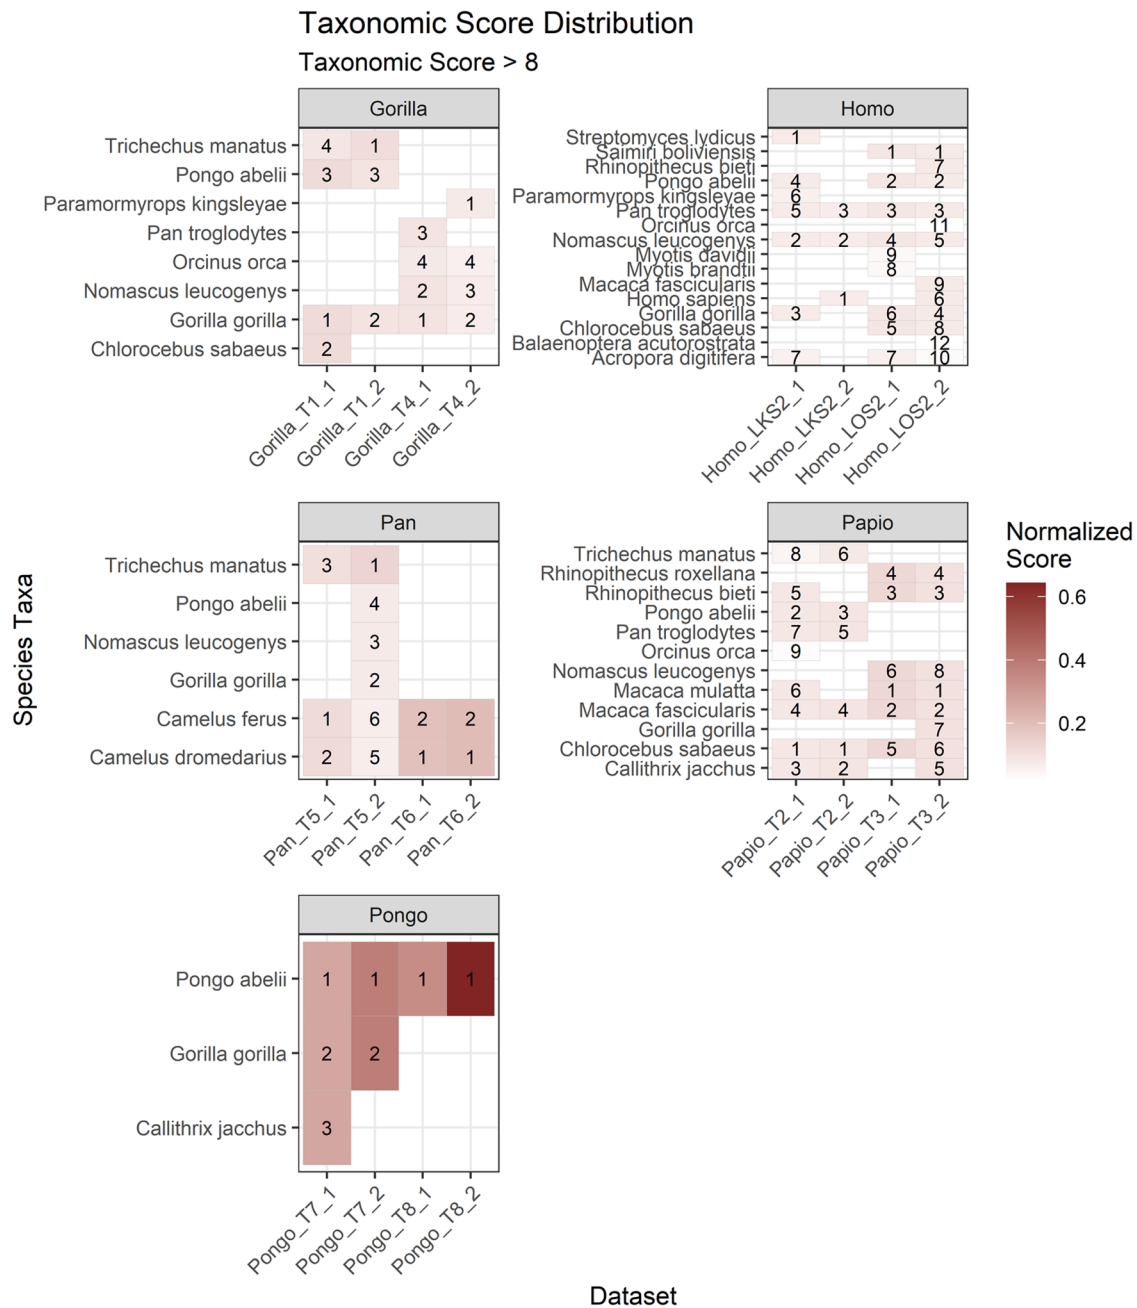 Taxonomic Score Distribution
Taxonomic Score > 8
Gorilla
Trichechus manatus 4 1
Pongo abelii 3 3
Paramormyrops kingsleyae 1
Pan troglodytes 3
Orcinus orca 4 4
Nomascus leucogenys 2 3
Gorilla gorilla 1 2 1 2
Chlorocebus sabaeus 2
Gorilla_T1_1 Gorilla_T1_2 Gorilla_T4_1 Gorilla_T4_2
Homo
Streptomyces lydicus 1
Saimiri boliviensis 1 1
Rhinopithecus bieti 7
Pongo abelii 4 2 2
Paramormyrops kingsleyae 6
Pan troglodytes 5 3 3 3
Orcinus orca 11
Nomascus leucogenys 2 2 4 5
Myotis davidii 9
Myotis brandtii 8
Macaca fascicularis 9
Homo sapiens 1 6
Gorilla gorilla 3 6 4
Chlorocebus sabaeus 5 8
Balaenoptera acutorostrata 12
Acropora digitifera 7 7 10
Homo_LKS2_1 Homo_LKS2_2 Homo_LOS2_1 Homo_LOS2_2
Species Taxa
Pan
Trichechus manatus 3 1
Pongo abelii 4
Nomascus leucogenys 3
Gorilla gorilla 2
Camelus ferus 1 6 2 2
Camelus dromedarius 2 5 1 1
Pan_T5_1 Pan_T5_2 Pan_T6_1 Pan_T6_2
Papio
Trichechus manatus 8 6
Rhinopithecus roxellana 4 4
Rhinopithecus bieti 5 3 3
Pongo abelii 2 3
Pan troglodytes 7 5
Orcinus orca 9
Nomascus leucogenys 6 8
Macaca mulatta 6 1 1
Macaca fascicularis 4 4 2 2
Gorilla gorilla 7
Chlorocebus sabaeus 1 1 5 6
Callithrix jacchus 3 2 5
Papio_T2_1 Papio_T2_2 Papio_T3_1 Papio_T3_2
Normalized
Score
0.6
0.4
0.2
Pongo
Pongo abelii 1 1 1 1
Gorilla gorilla 2 2
Callithrix jacchus 3
Pongo_T7_1 Pongo_T7_2 Pongo_T8_1 Pongo_T8_2
Dataset